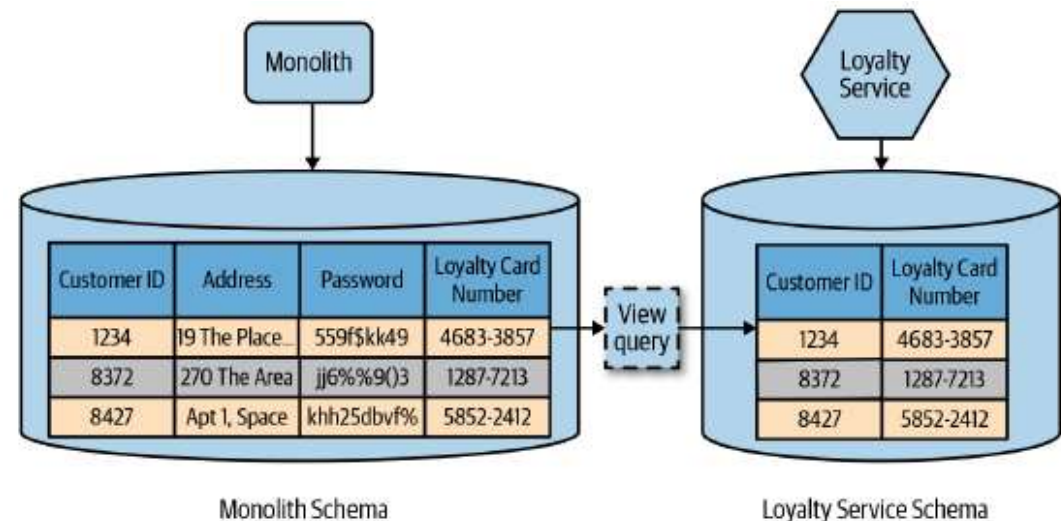 Monolith
Loyalty
Service
Customer ID Address Password Loyalty Card
Number
1234 19 The Place... 559f$kk49 4683-3857
8372 270 The Area jj6%%9()3 1287-7213
8427 Apt 1, Space khh25dbvf% 5852-2412
View
query
Customer ID Loyalty Card
Number
1234 4683-3857
8372 1287-7213
8427 5852-2412
Monolith Schema
Loyalty Service Schema